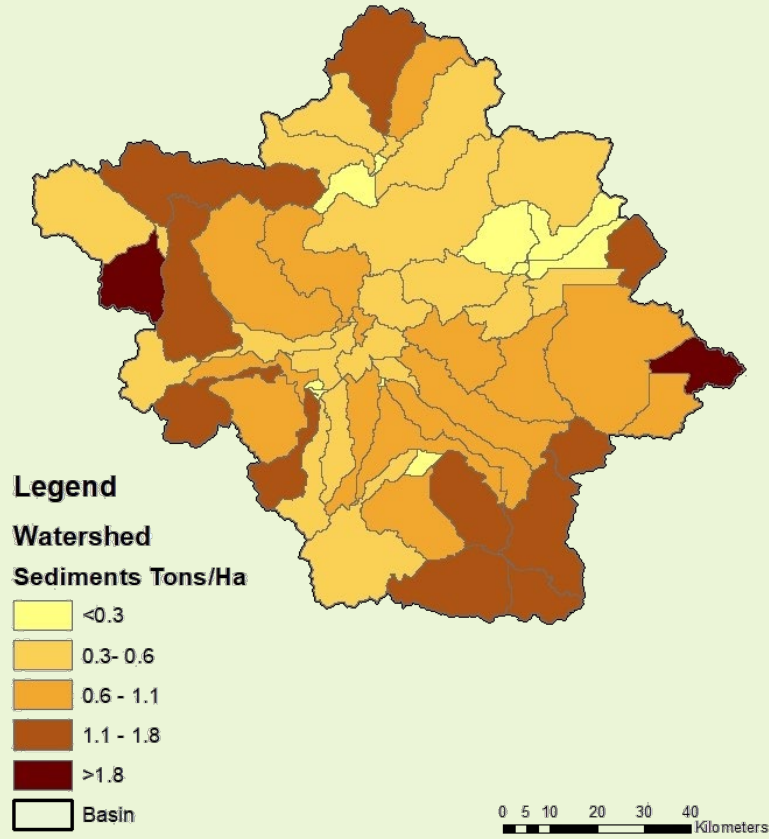 Legend
Watershed
Sediments Tons/Ha
<0.3
0.3- 0.6
0.6 - 1.1
1.1 - 1.8
>1.8
Basin
0 5 10 20 30 40
Kilometers